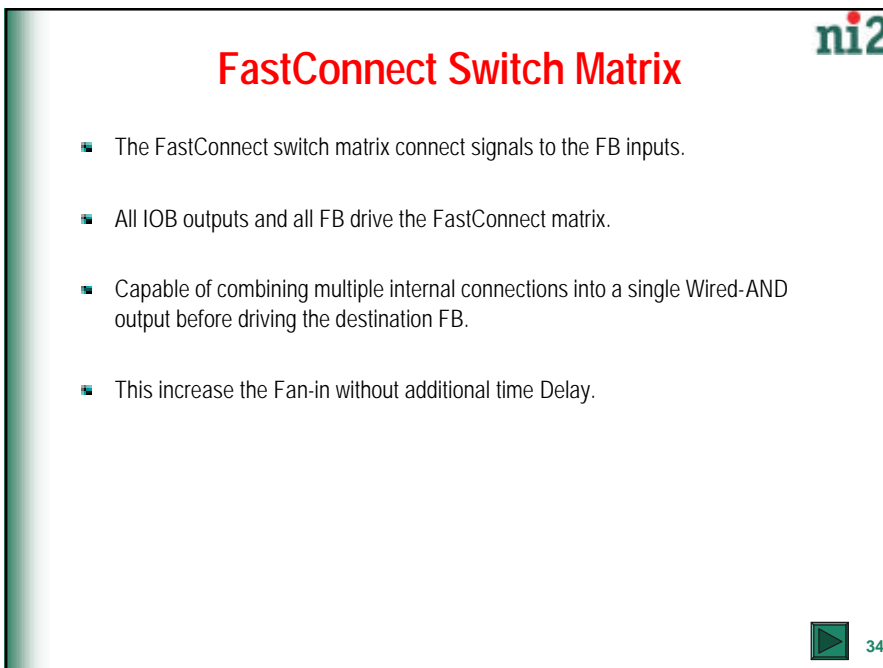 ni2
FastConnect Switch Matrix
The FastConnect switch matrix connect signals to the FB inputs.
All IOB outputs and all FB drive the FastConnect matrix.
Capable of combining multiple internal connections into a single Wired-AND
output before driving the destination FB.
This increase the Fan-in without additional time Delay.
34